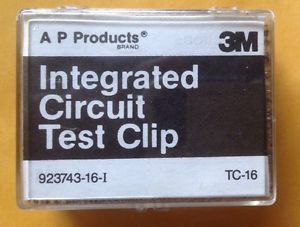 A P Products® 3M
BRAND
Integrated
Circuit
Test Clip
923743-16-I TC-16